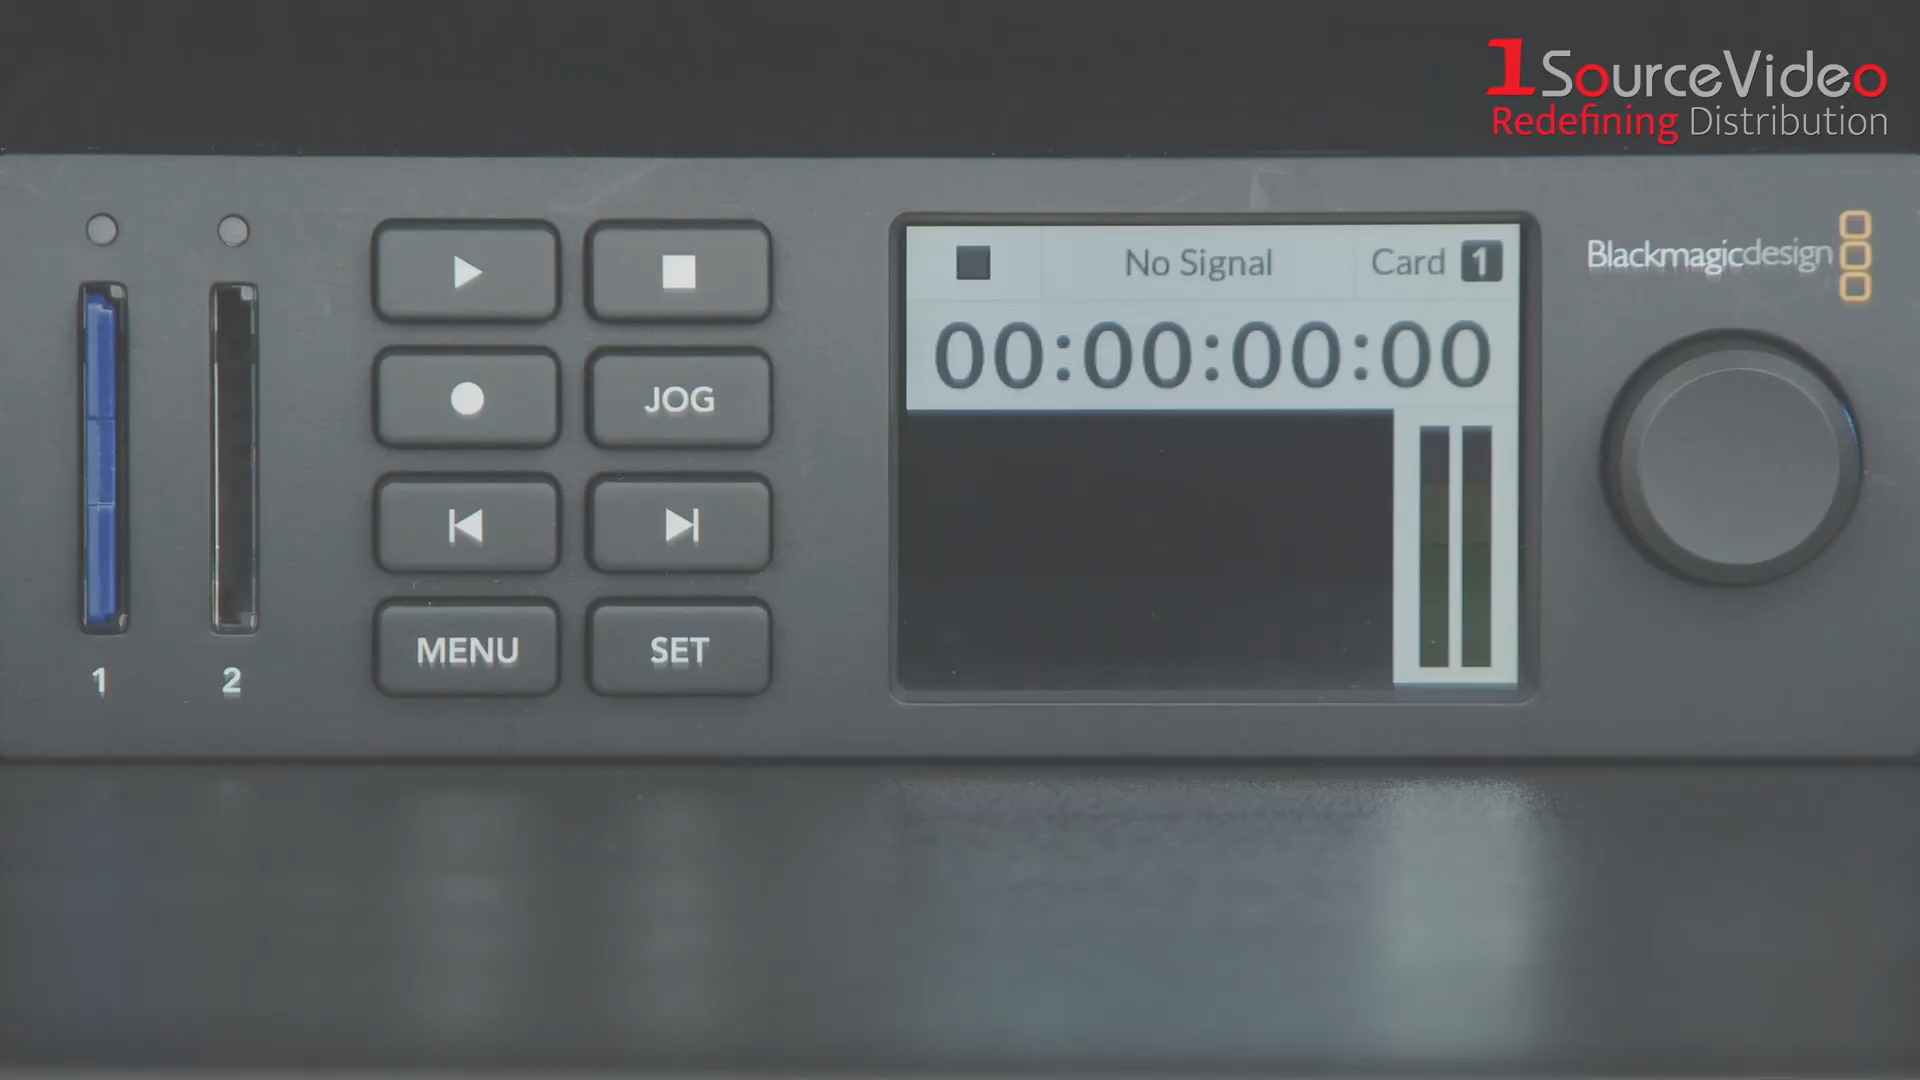 1SourceVideo
Redefining Distribution
No Signal
Card 1
Blackmagicdesign
00:00:00:00
JOG
MENU
SET
1
2